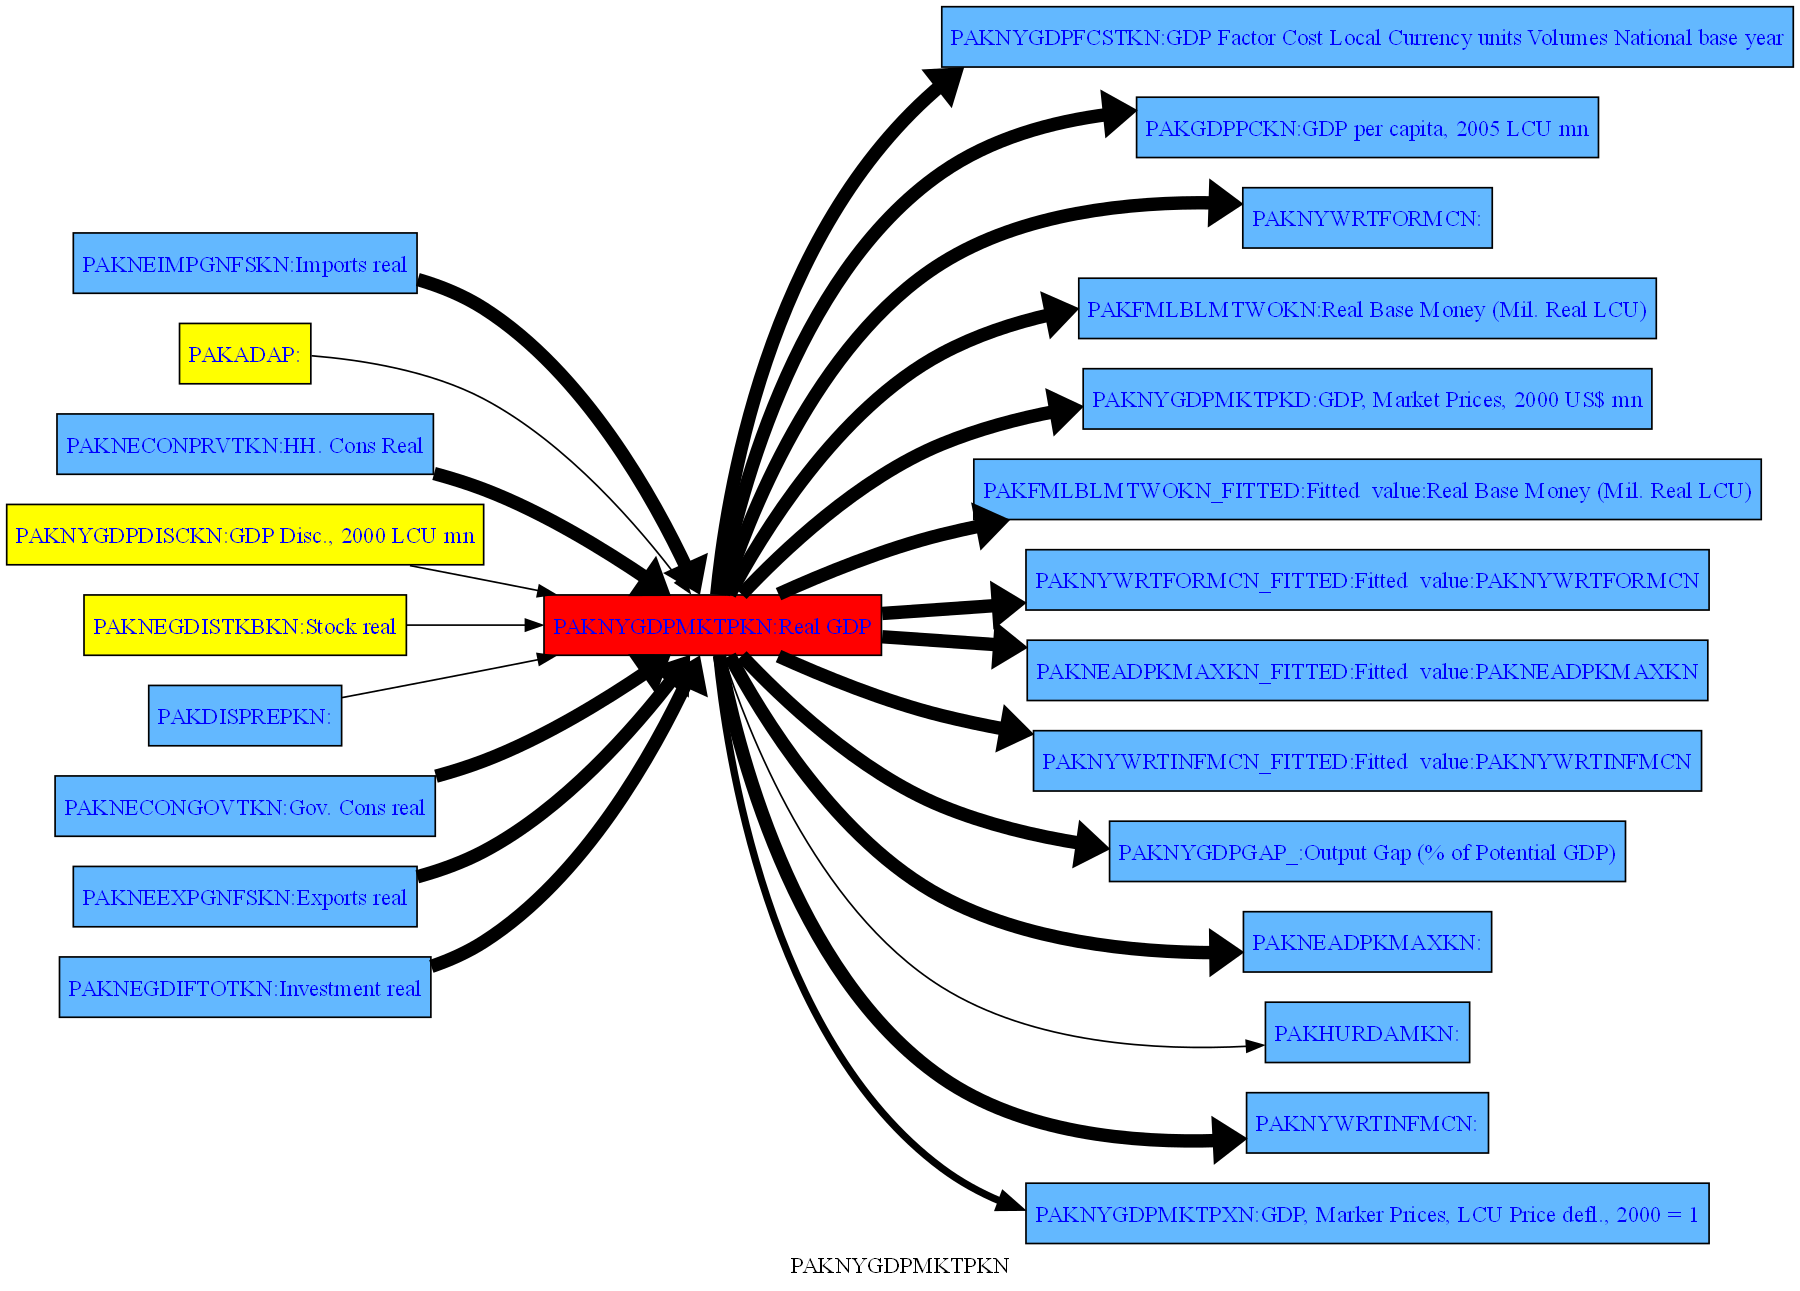 PAKNYGDPFCSTKN:GDP Factor Cost Local Currency units Volumes National base year
PAKGDPPCKN:GDP per capita, 2005 LCU mn
PAKNYWRTFORMCN:
PAKNEIMPGNFSKN:Imports real
PAKFMLBLMTWOKN:Real Base Money (Mil. Real LCU)
PAKADAP:
PAKNYGDPMKTPKD:GDP, Market Prices, 2000 US$ mn
PAKNECONPRVTKN:HH. Cons Real
PAKFMLBLMTWOKN_FITTED:Fitted  value:Real Base Money (Mil. Real LCU)
PAKNYGDPDISCKN:GDP Disc., 2000 LCU mn
PAKNYWRTFORMCN_FITTED:Fitted  value:PAKNYWRTFORMCN
PAKNEGDISTKBKN:Stock real
PAKNYGDPMKTPKN:Real GDP
PAKNEADPKMAXKN_FITTED:Fitted  value:PAKNEADPKMAXKN
PAKDISPREPKN:
PAKNYWRTINFMCN_FITTED:Fitted  value:PAKNYWRTINFMCN
PAKNECONGOVTKN:Gov. Cons real
PAKNYGDPGAP_:Output Gap (% of Potential GDP)
PAKNEEXPGNFSKN:Exports real
PAKNEADPKMAXKN:
PAKNEGDIFTOTKN:Investment real
PAKHURDAMKN:
PAKNYWRTINFMCN:
PAKNYGDPMKTPXN:GDP, Marker Prices, LCU Price defl., 2000 = 1
PAKNYGDPMKTPKN